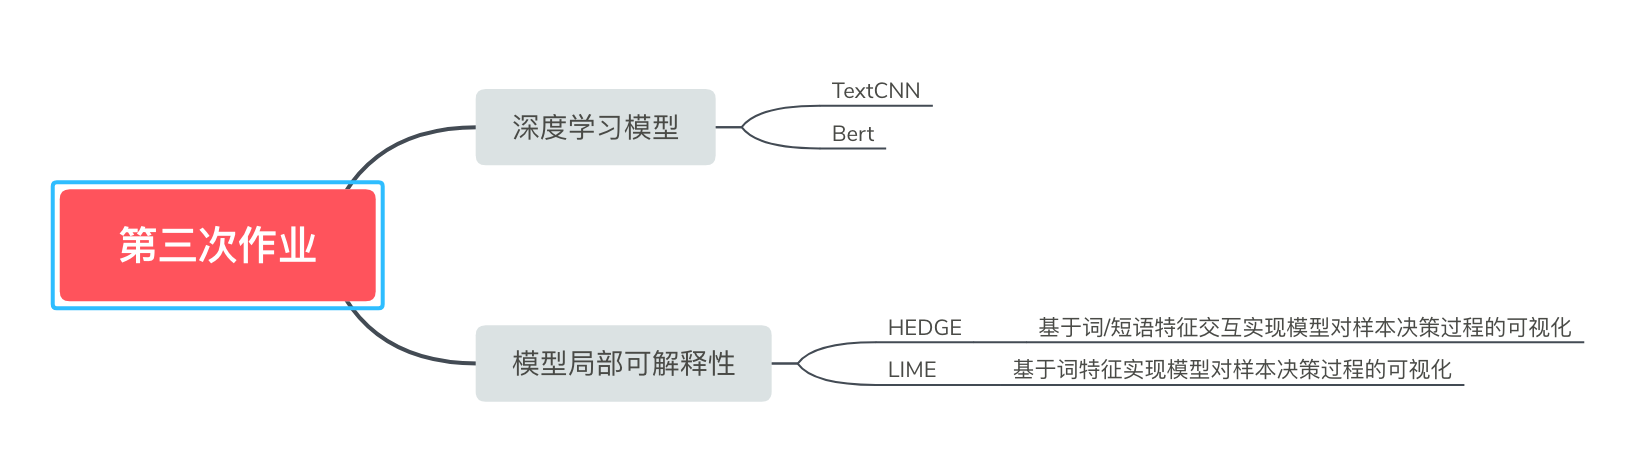 第三次作业
深度学习模型
TextCNN
Bert
模型局部可解释性
HEDGE
基于词/短语特征交互实现模型对样本决策过程的可视化
LIME
基于词特征实现模型对样本决策过程的可视化